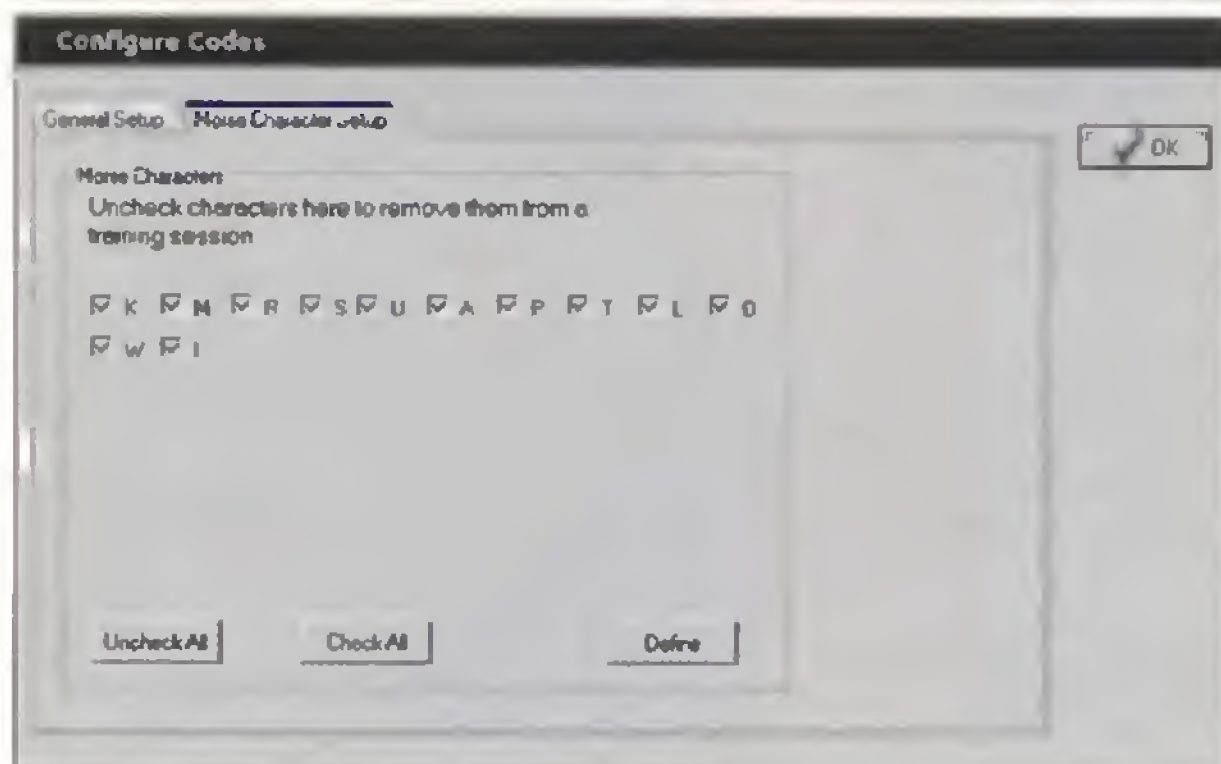 Configure Codes
General Setup Morse Character Setup
OK
Morse Characters
Uncheck characters here to remove them from a
training session
K M R S U A P T L O
W I
Uncheck All Check All Define